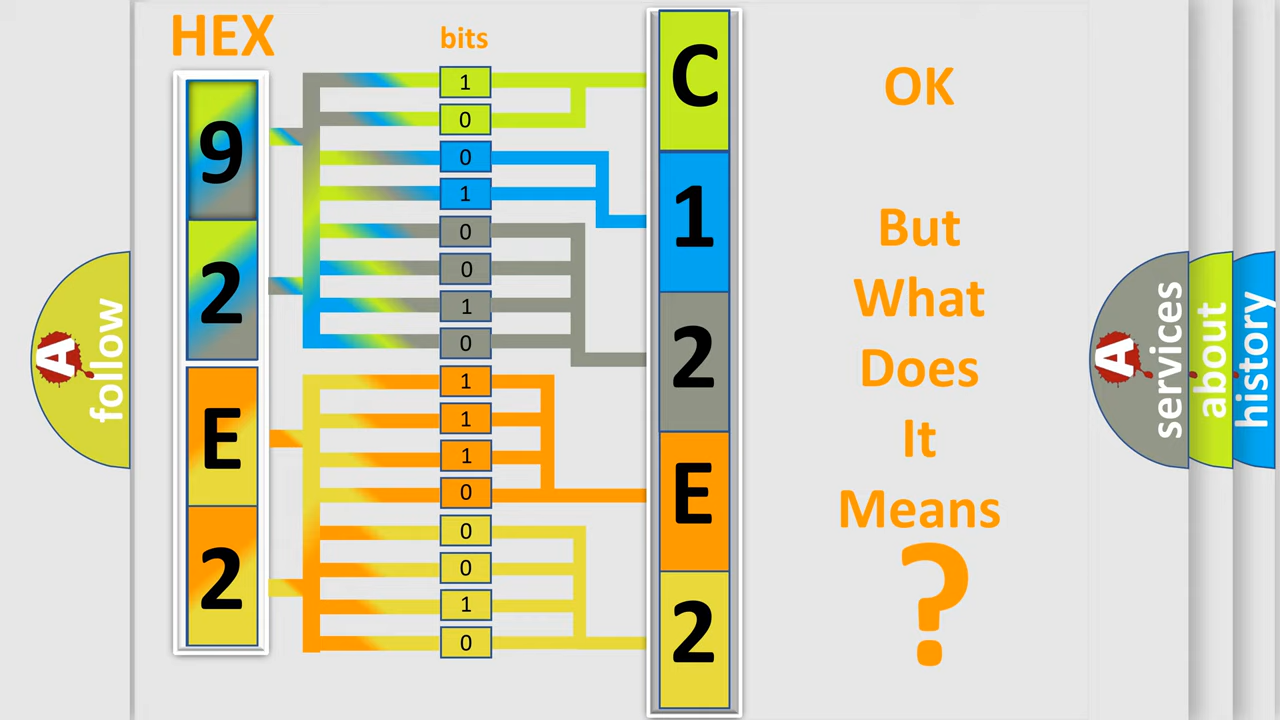 HEX
bits
9
2
E
2
1
0
0
1
0
0
1
0
1
1
1
0
0
0
1
0
C
1
2
E
2
OK
But
What
Does
It
Means
?
A
follow
A
services
about
history